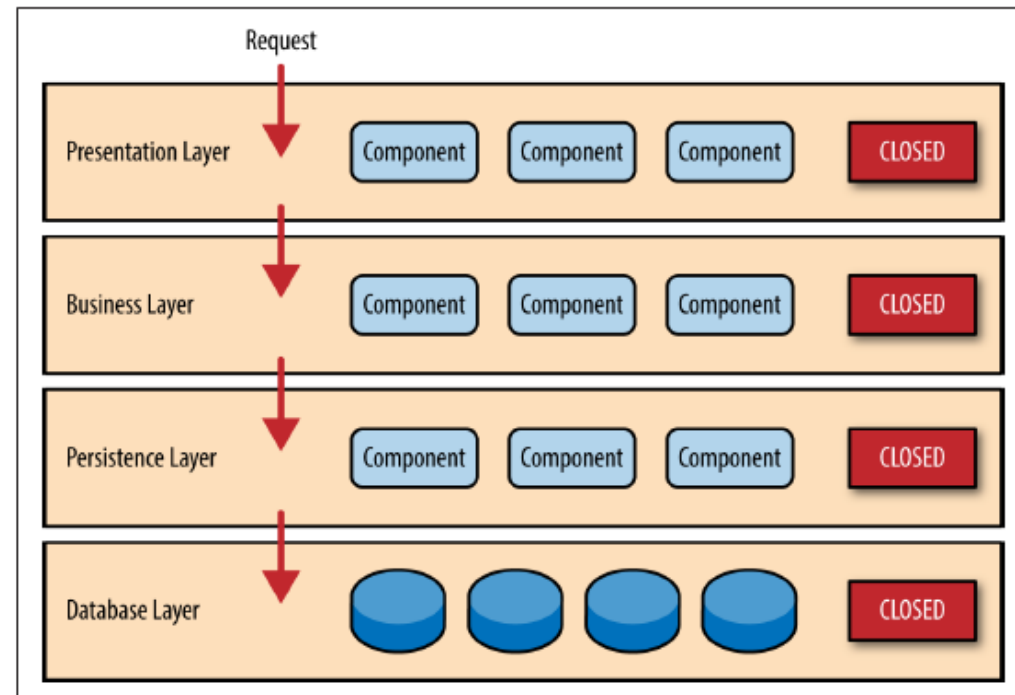 Request
Presentation Layer Component Component Component CLOSED
Business Layer Component Component Component CLOSED
Persistence Layer Component Component Component CLOSED
Database Layer CLOSED